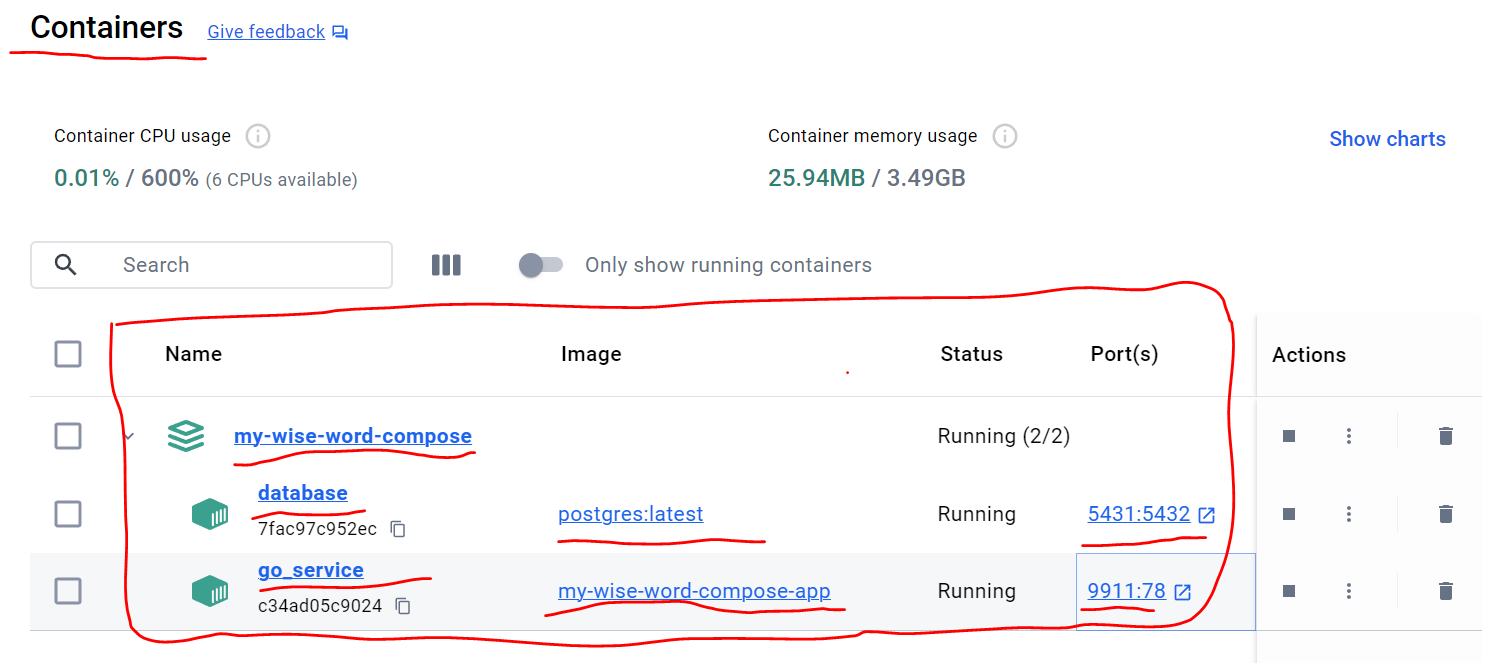 Containers Give feedback
Container CPU usage
0.01% / 600% (6 CPUs available)
Container memory usage
25.94MB / 3.49GB
Show charts
Search
Only show running containers
Name Image Status Port(s) Actions
my-wise-word-compose Running (2/2)
database
7fac97c952ec
postgres:latest Running 5431:5432
go_service
c34ad05c9024
my-wise-word-compose-app Running 9911:78